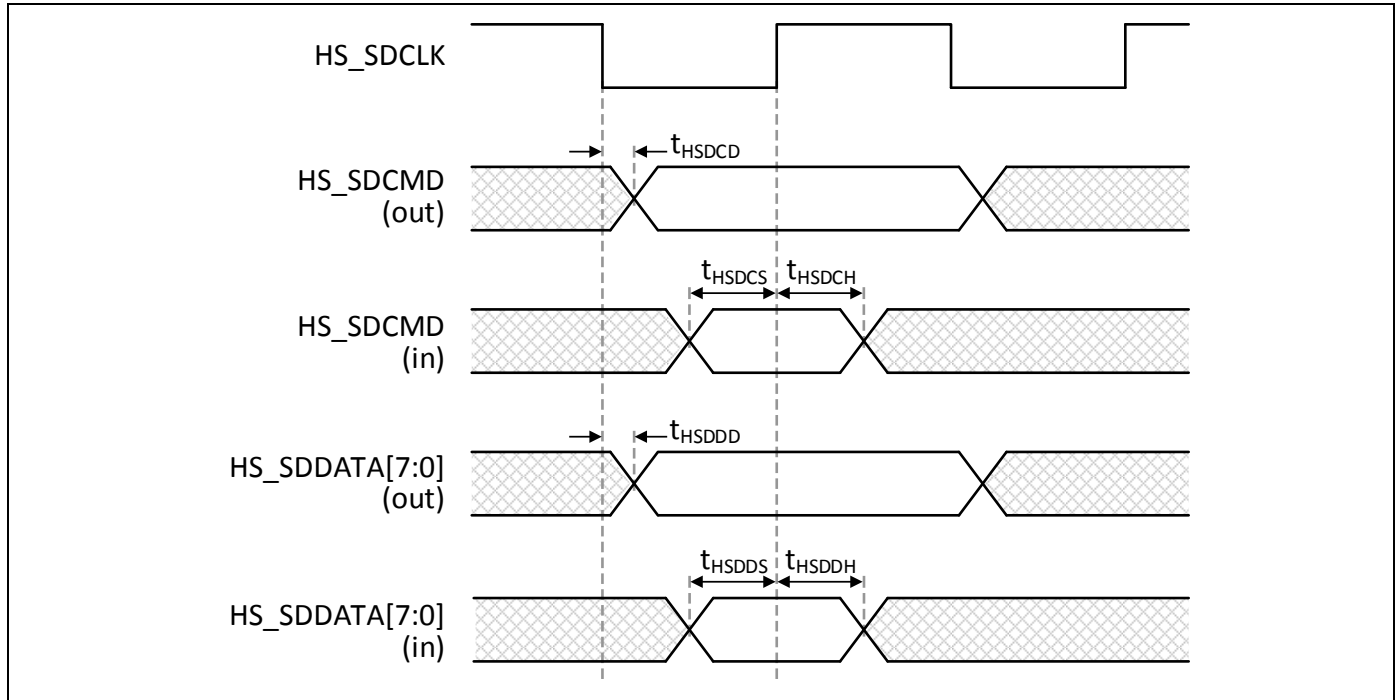 HS_SDCLK
tHSDCD
HS_SDCMD
(out)
tHSDCS tHSDCH
HS_SDCMD
(in)
tHSDDD
HS_SDDATA[7:0]
(out)
tHSDDS tHSDDH
HS_SDDATA[7:0]
(in)